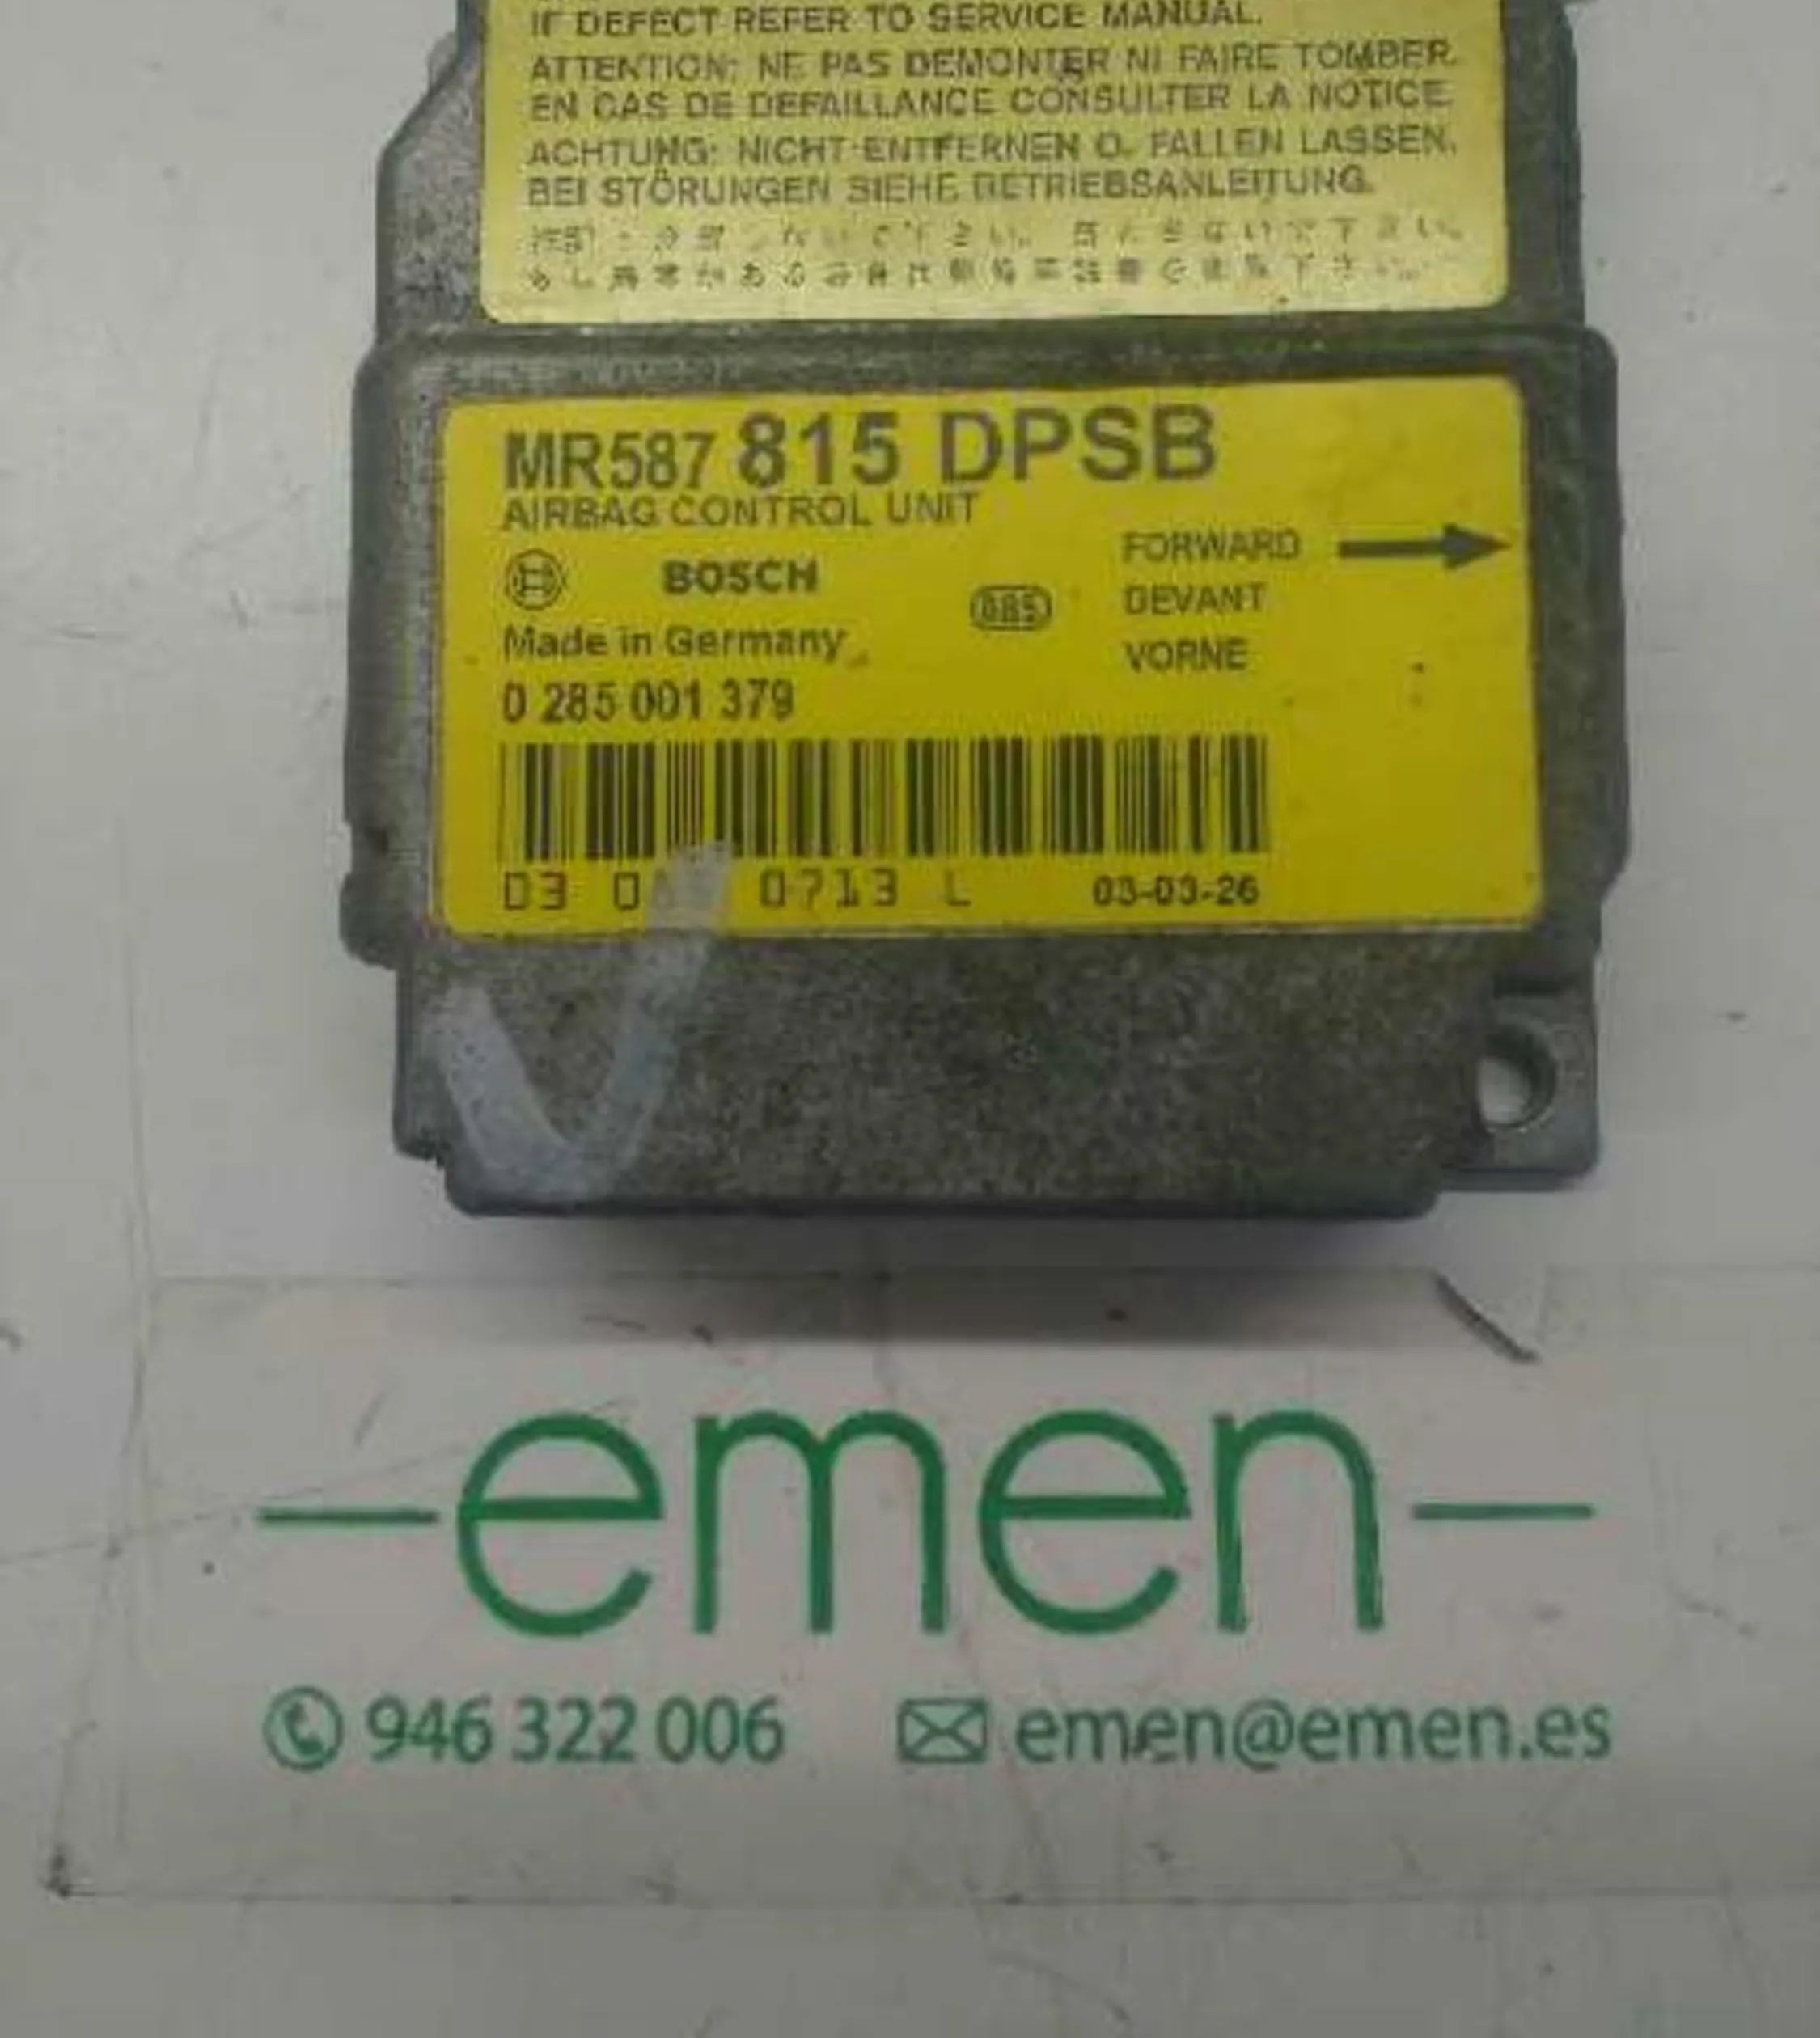 IF DEFECT REFER TO SERVICE MANUAL.
ATTENTION: NE PAS DEMONTER NI FAIRE TOMBER.
EN CAS DE DEFAILLANCE CONSULTER LA NOTICE
ACHTUNG: NICHT ENTFERNEN O. FALLEN LASSEN.
BEI STÖRUNGEN SIEHE BETRIEBSANLEITUNG.
MR587 815 DPSB
AIRBAG CONTROL UNIT
BOSCH
FORWARD
DEVANT
VORNE
Made in Germany
0 285 001 379
03 0713 L 03-03-26
emen
946 322 006 emen@emen.es